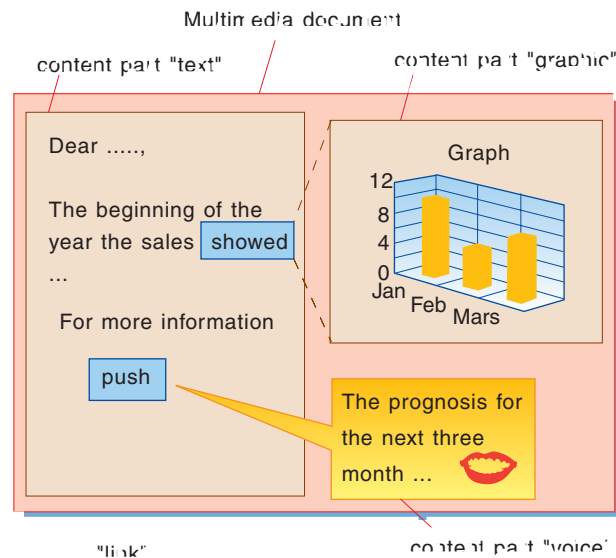 Multimedia document
content part "text"
content part "graphic"
Dear .....,
The beginning of the
year the sales showed
...
For more information
push
Graph
12
8
4
0
Jan
Feb
Mars
The prognosis for
the next three
month ...
"link"
content part "voice"